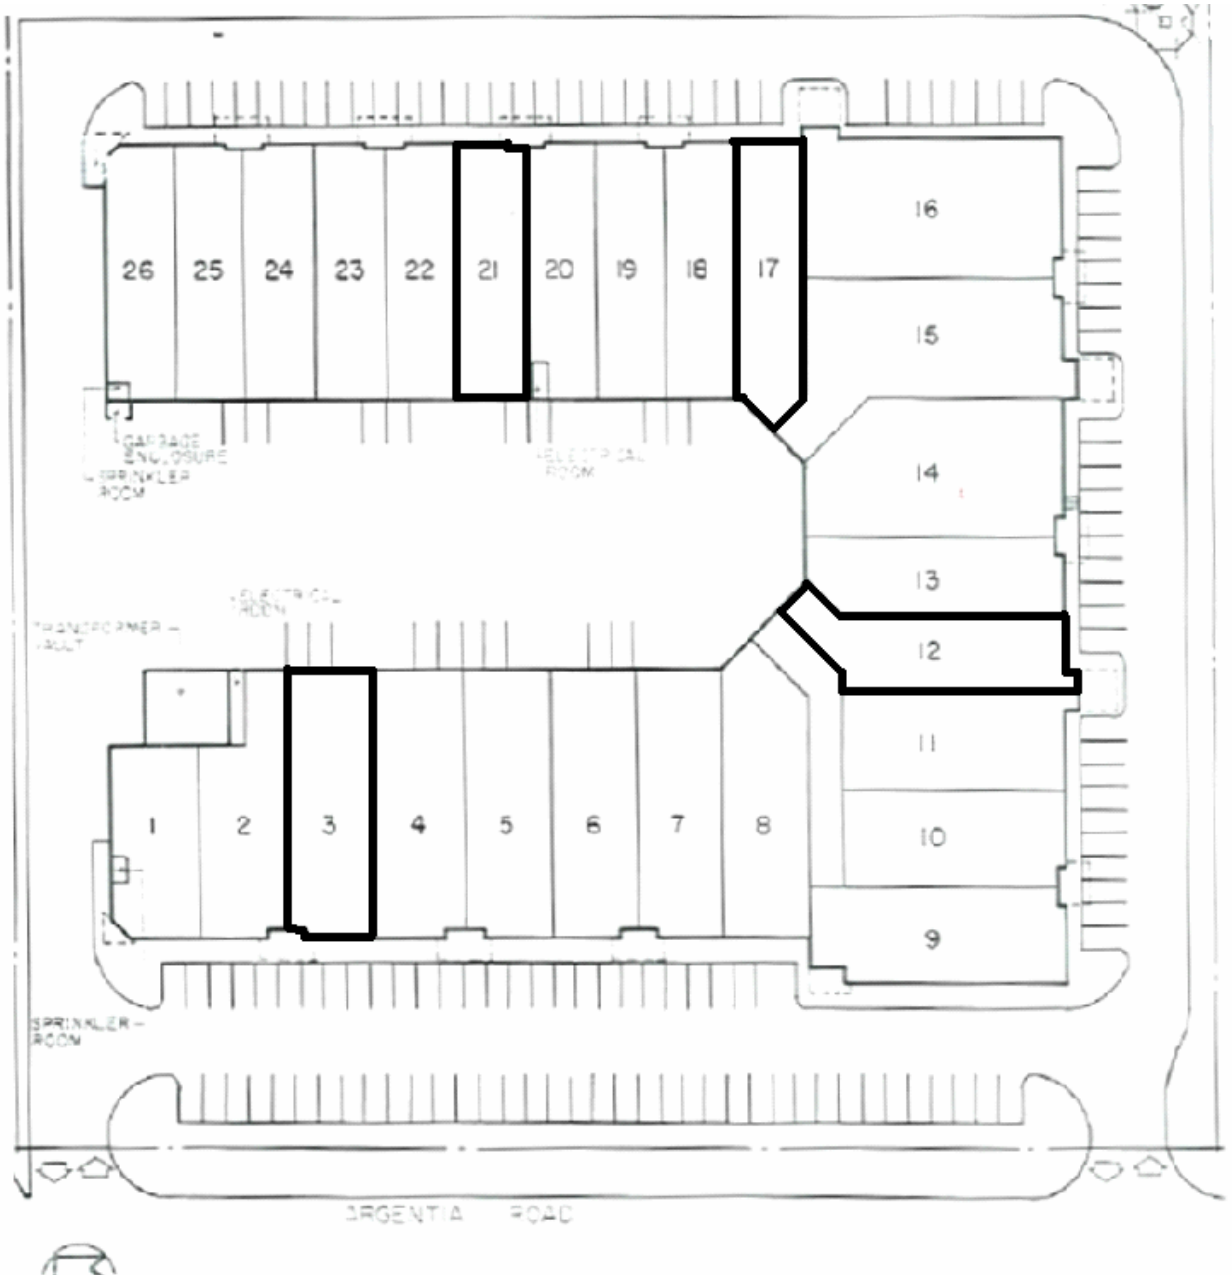 16
26 25 24 23 22 21 20 19 18 17
15
GARBAGE
ENCLOSURE
SPRINKLER
ROOM
ELECTRICAL
ROOM
14
13
ELECTRICAL
ROOM
TRANSFORMER
VAULT
12
11
1 2 3 4 5 6 7 8
10
9
SPRINKLER
ROOM
ARGENTIA ROAD